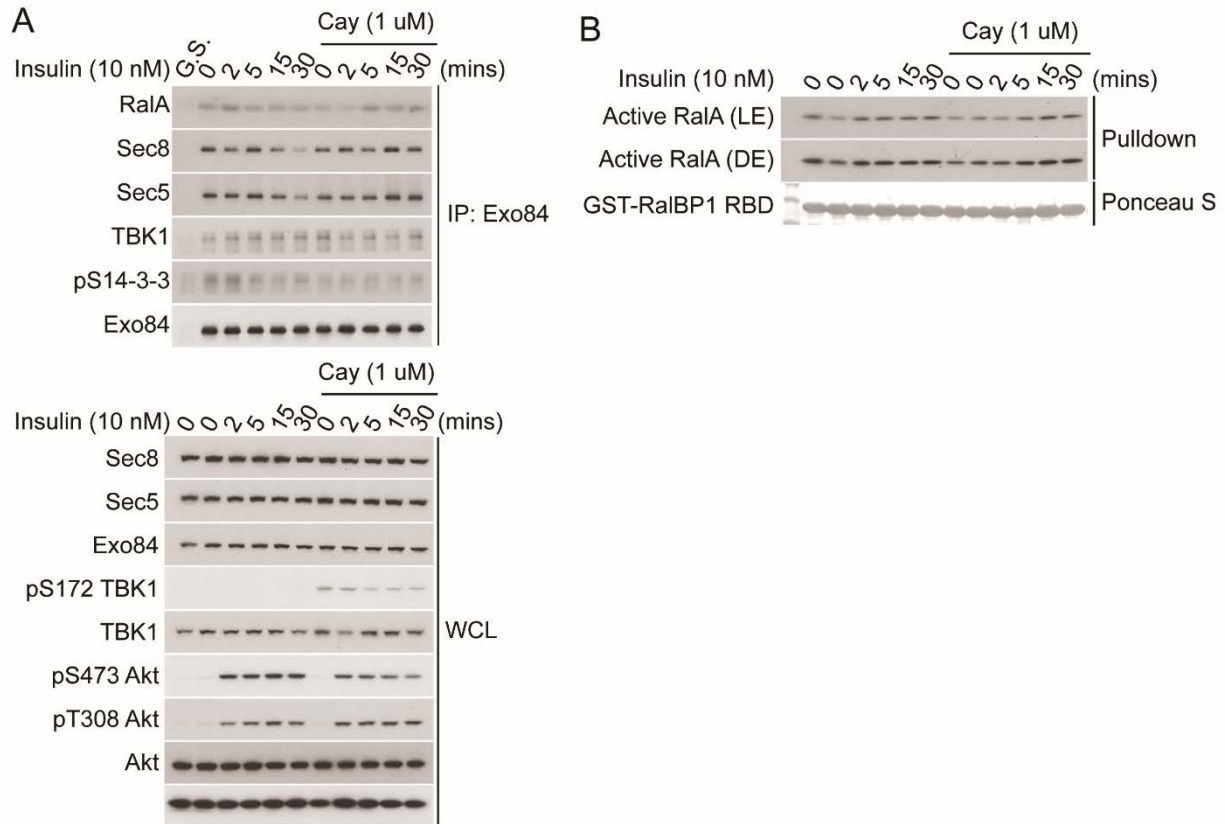 A
Cay (1 uM)
Insulin (10 nM) G.S. 0 2 5 15 30 0 2 5 15 30 (mins)
RalA
Sec8
Sec5
TBK1
pS14-3-3
Exo84
IP: Exo84
Cay (1 uM)
Insulin (10 nM) 0 0 2 5 15 30 0 2 5 15 30 (mins)
Sec8
Sec5
Exo84
pS172 TBK1
TBK1
pS473 Akt
pT308 Akt
Akt
WCL
B
Cay (1 uM)
Insulin (10 nM) 0 0 2 5 15 30 0 0 2 5 15 30 (mins)
Active RalA (LE)
Active RalA (DE)
Pulldown
GST-RalBP1 RBD
Ponceau S